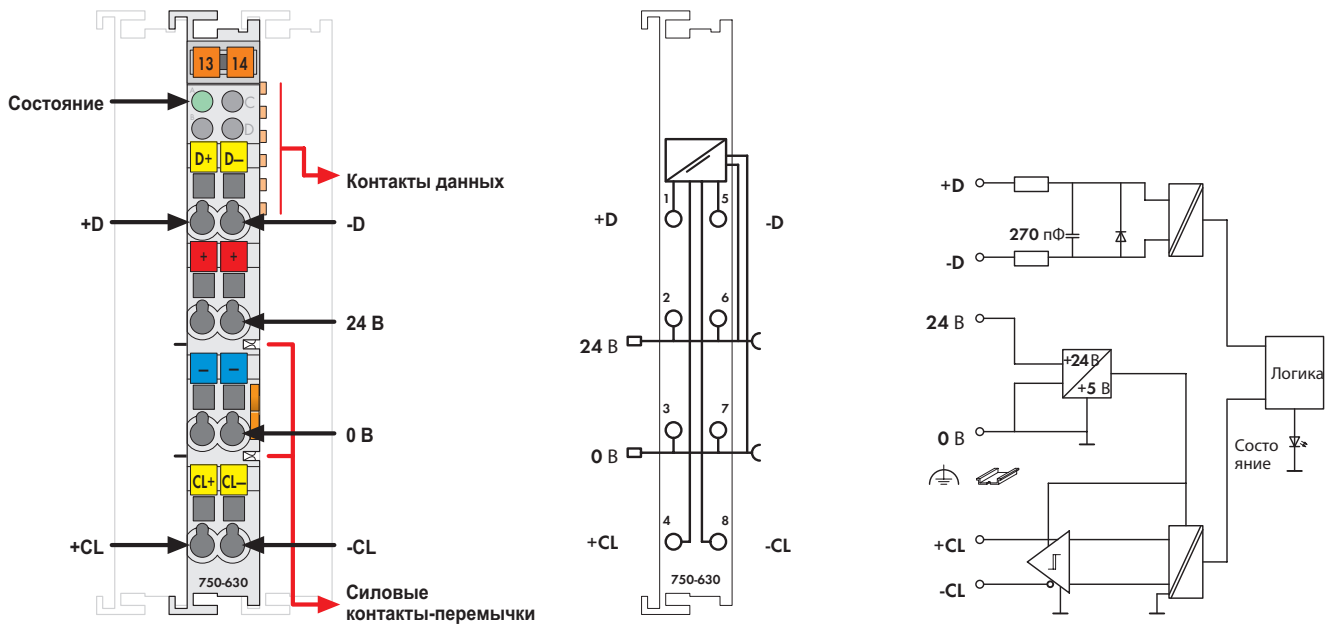 13 14
A
C
Состояние
B
D
D+ D–
Контакты данных
+D
-D
+ +
24 В
– –
0 В
CL+ CL–
+CL
-CL
750-630
Силовые
контакты-перемычки
1 5
+D
-D
2 6
24 В
3 7
0 В
4 8
+CL
-CL
750-630
+D
270 пФ
-D
24 В
+24В
+5 В
Логика
0 В
Состо
яние
+CL
-CL